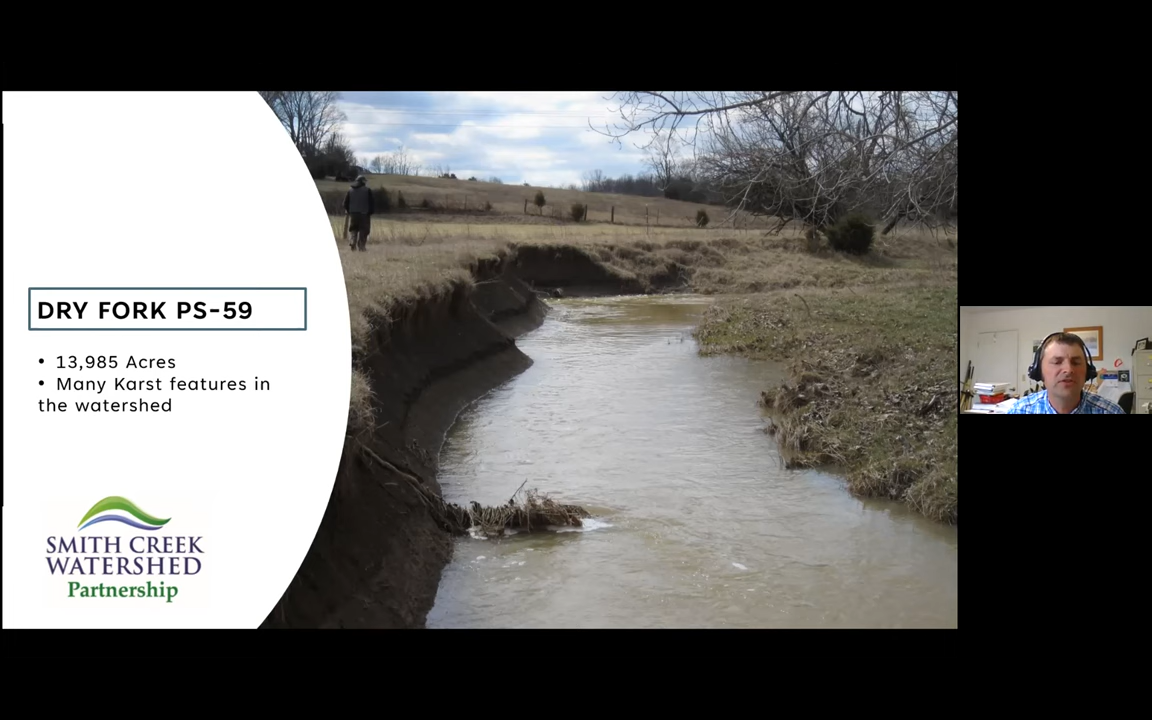 DRY FORK PS-59
• 13,985 Acres
• Many Karst features in
the watershed
SMITH CREEK
WATERSHED
Partnership